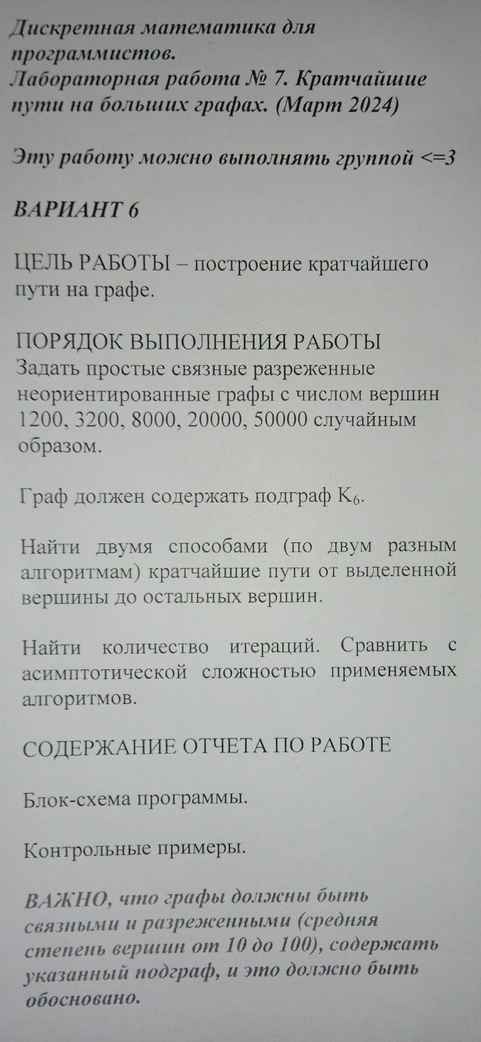 Дискретная математика для
программистов.
Лабораторная работа № 7. Кратчайшие
пути на больших графах. (Март 2024)
Эту работу можно выполнять группой <=3
ВАРИАНТ 6
ЦЕЛЬ РАБОТЫ – построение кратчайшего
пути на графе.
ПОРЯДОК ВЫПОЛНЕНИЯ РАБОТЫ
Задать простые связные разреженные
неориентированные графы с числом вершин
1200, 3200, 8000, 20000, 50000 случайным
образом.
Граф должен содержать подграф K₆.
Найти двумя способами (по двум разным
алгоритмам) кратчайшие пути от выделенной
вершины до остальных вершин.
Найти количество итераций. Сравнить с
асимптотической сложностью применяемых
алгоритмов.
СОДЕРЖАНИЕ ОТЧЕТА ПО РАБОТЕ
Блок-схема программы.
Контрольные примеры.
ВАЖНО, что графы должны быть
связными и разреженными (средняя
степень вершин от 10 до 100), содержать
указанный подграф, и это должно быть
обосновано.